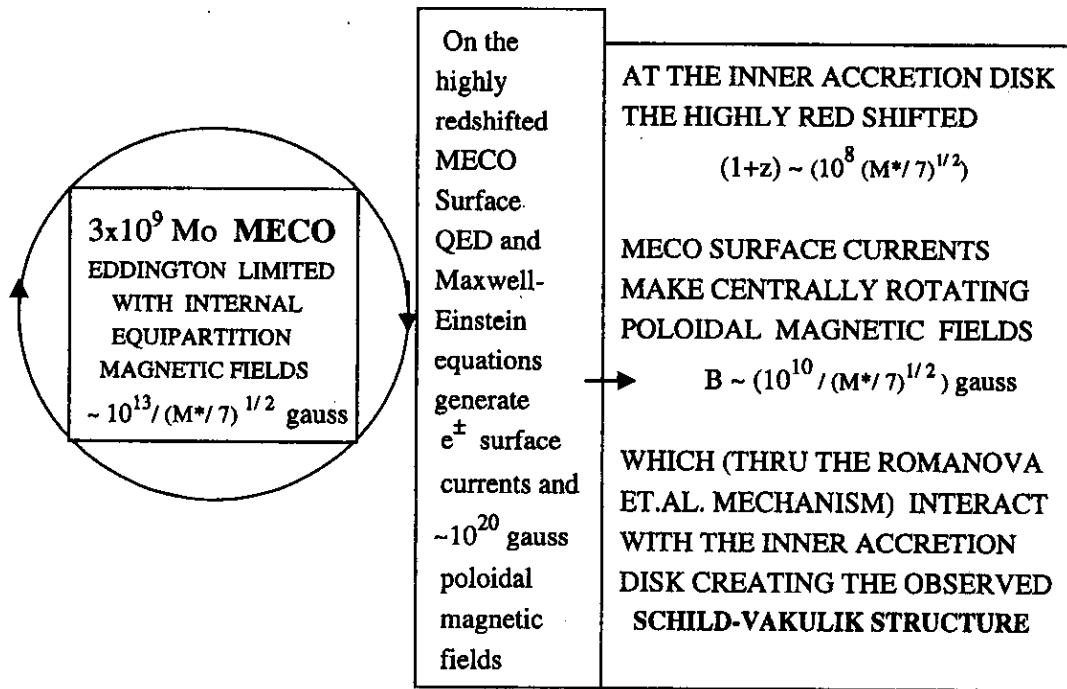 3x10⁹ Mo MECO
EDDINGTON LIMITED
WITH INTERNAL
EQUIPARTITION
MAGNETIC FIELDS
~ 10¹³/ (M*/ 7) ¹/² gauss
On the
highly
redshifted
MECO
Surface
QED and
Maxwell-
Einstein
equations
generate
e± surface
currents and
~10²⁰ gauss
poloidal
magnetic
fields
AT THE INNER ACCRETION DISK
THE HIGHLY RED SHIFTED
(1+z) ~ (10⁸ (M*/ 7)¹/²)
MECO SURFACE CURRENTS
MAKE CENTRALLY ROTATING
POLOIDAL MAGNETIC FIELDS
B ~ (10¹⁰ / (M*/ 7)¹/² ) gauss
WHICH (THRU THE ROMANOVA
ET.AL. MECHANISM) INTERACT
WITH THE INNER ACCRETION
DISK CREATING THE OBSERVED
SCHILD-VAKULIK STRUCTURE